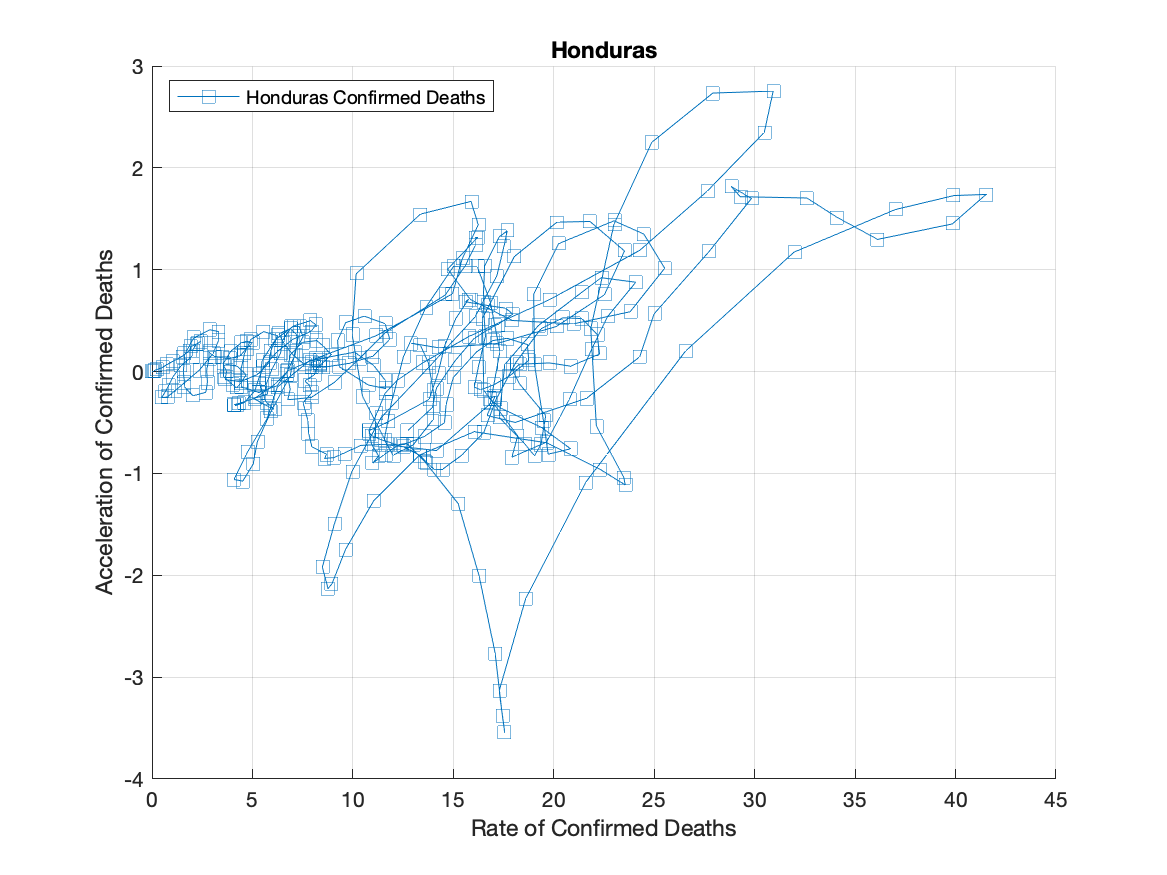 Honduras
Honduras Confirmed Deaths
3
2
1
0
-1
-2
-3
-4
Acceleration of Confirmed Deaths
0 5 10 15 20 25 30 35 40 45
Rate of Confirmed Deaths